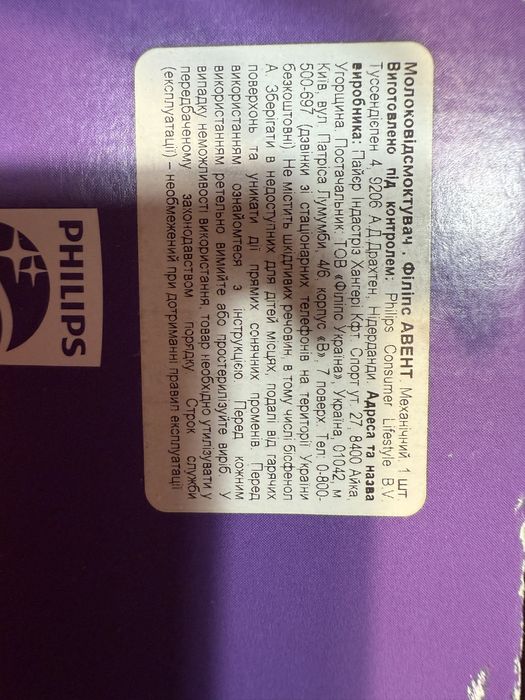 Молоковідсмоктувач . Філіпс АВЕНТ. Механічний. 1 шт
Виготовлено під контролем: Philips Consumer Lifestyle B.V.
Туссендіепен 4, 9206 А.Д.Драхтен, Нідерланди. Адреса та назва
виробника: Пайєр Індастріз Хангері Кфт. Спорт ут. 27, 8400 Айка
Угорщина Постачальник: ТОВ «Філіпс Україна», Україна, 01042, м
Київ, вул. Патріса Лумумби, 4/6, корпус «В», 7 поверх. Тел: 0-800-
500-697 (дзвінки зі стаціонарних телефонів на території України
безкоштовні) Не містить шкідливих речовин, в тому числі бісфенол
А. Зберігати в недоступних для дітей місцях, подалі від гарячих
поверхонь та уникати дії прямих сонячних променів. Перед
використанням ознайомтеся з інструкцією. Перед кожним
використанням ретельно вимийте або простерилізуйте виріб. У
випадку неможливості використання, товар необхідно утилізувати у
передбаченому законодавством порядку. Строк служби
(експлуатації) – необмежений при дотриманні правил експлуатації
PHILIPS